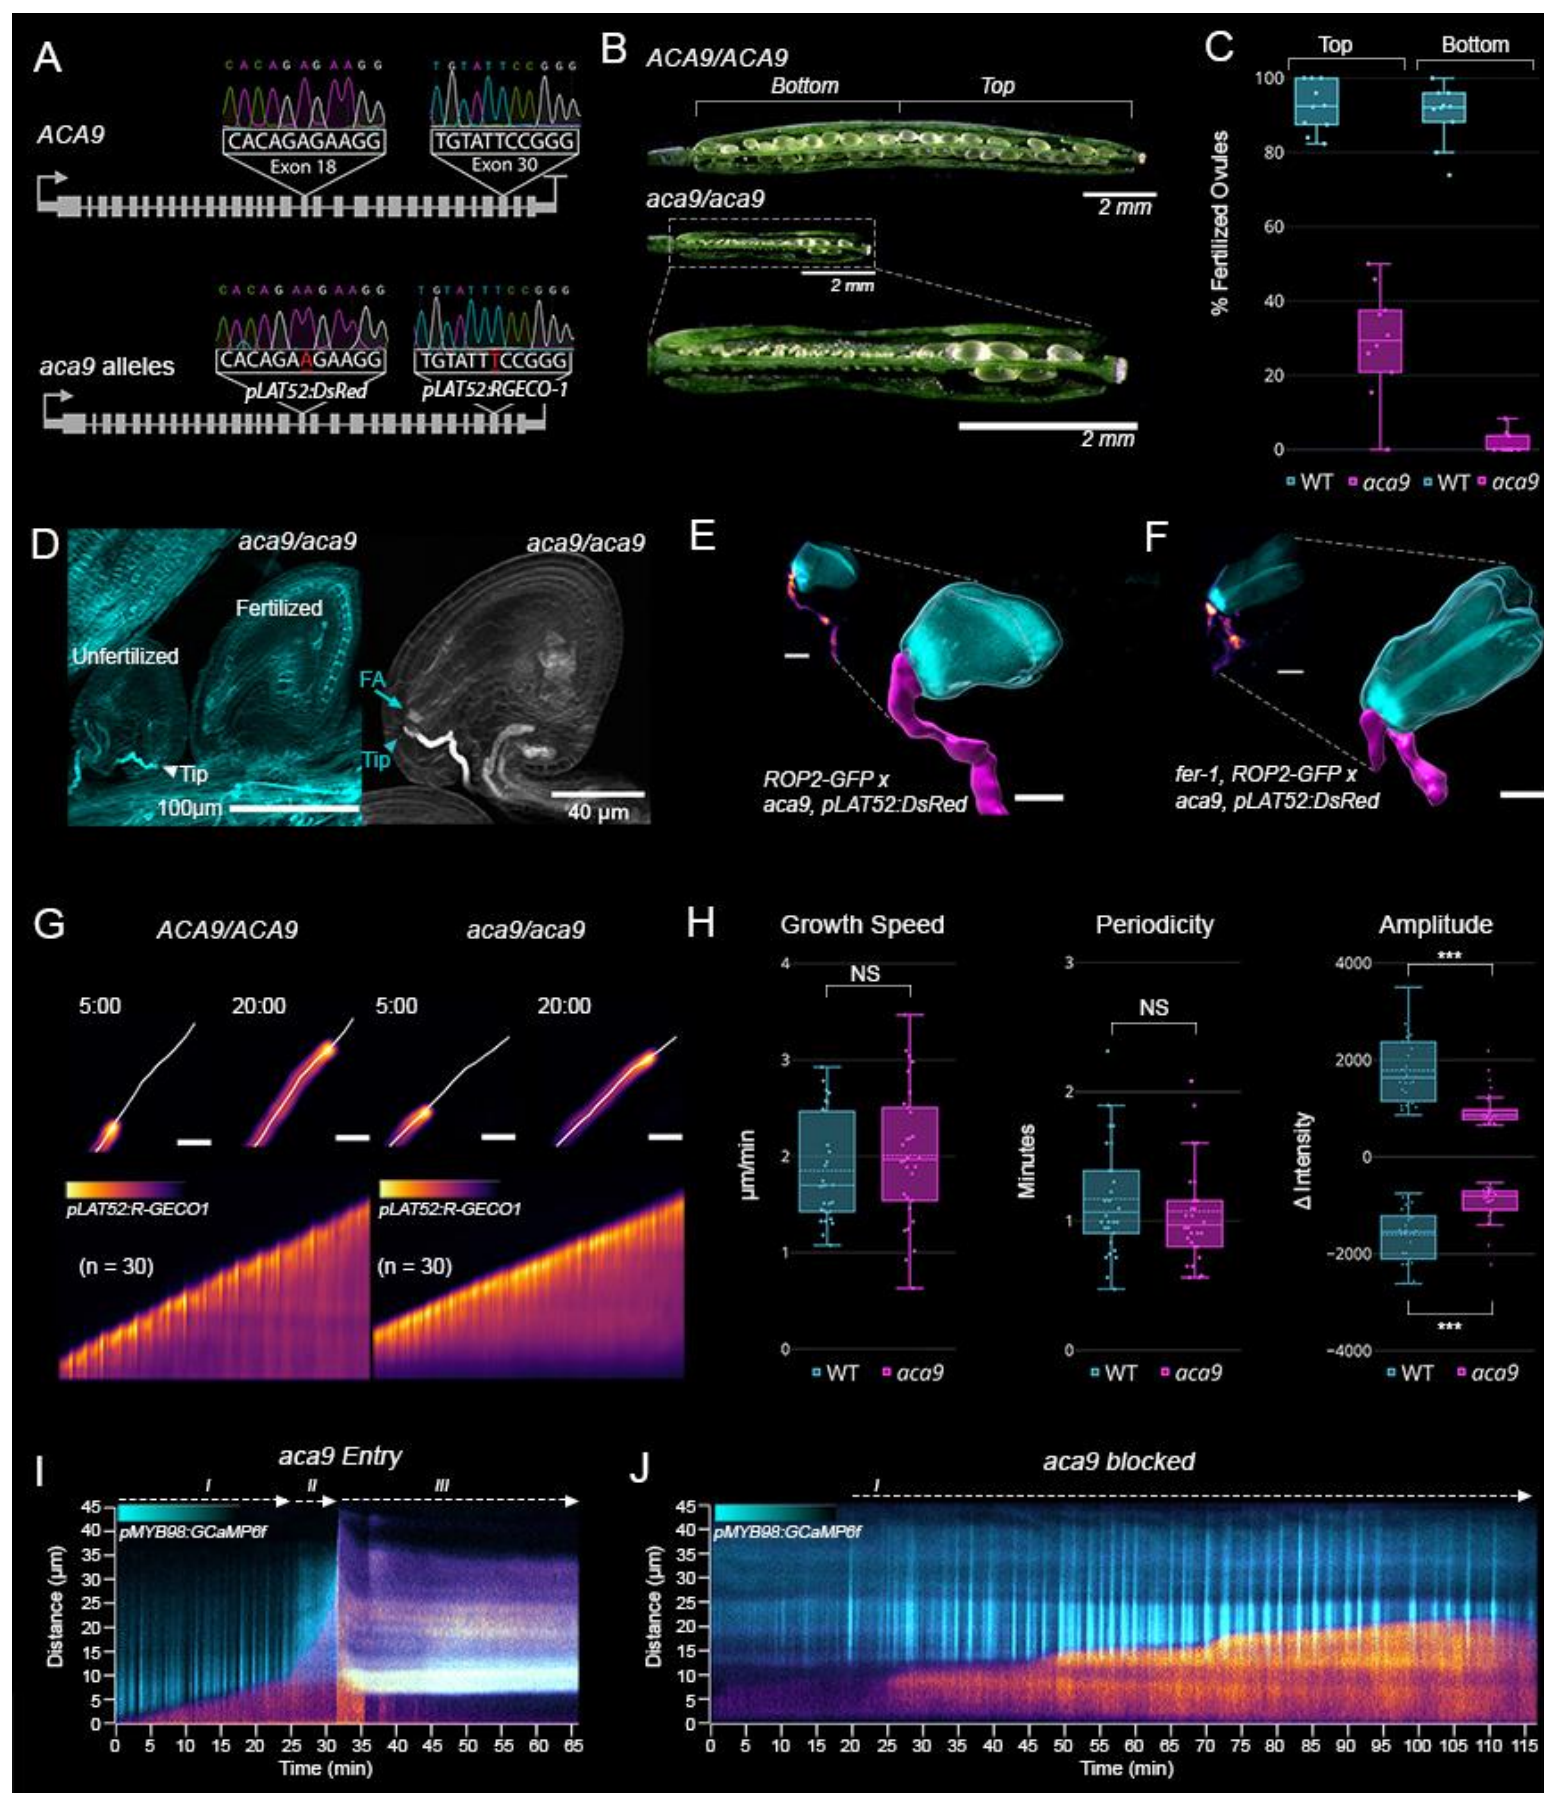 A
C A C A G A G A A G G
T G T A T T C C G G G
ACA9
CACAGAGAAGG
TGTATTCCGGG
Exon 18
Exon 30
C A C A G A A G A A G G
T G T A T T T C C G G G
CACAGAAGAAGG
TGTATTTCCGGG
aca9 alleles
pLAT52:DsRed
pLAT52:RGECO-1
B
ACA9/ACA9
Bottom
Top
2 mm
aca9/aca9
2 mm
2 mm
C
Top
Bottom
% Fertilized Ovules
100
80
60
40
20
0
WT
aca9
WT
aca9
D
aca9/aca9
Fertilized
Unfertilized
Tip
100µm
aca9/aca9
FA
Tip
40 µm
E
ROP2-GFP x
aca9, pLAT52:DsRed
F
fer-1, ROP2-GFP x
aca9, pLAT52:DsRed
G
ACA9/ACA9
aca9/aca9
5:00
20:00
5:00
20:00
pLAT52:R-GECO1
pLAT52:R-GECO1
(n = 30)
(n = 30)
H
Growth Speed
µm/min
4
3
2
1
0
NS
WT
aca9
Periodicity
Minutes
3
2
1
0
NS
WT
aca9
Amplitude
Δ Intensity
4000
2000
0
−2000
−4000
***
***
WT
aca9
I
aca9 Entry
I
II
III
pMYB98:GCaMP6f
Distance (µm)
45
40
35
30
25
20
15
10
5
0
0 5 10 15 20 25 30 35 40 45 50 55 60 65
Time (min)
J
aca9 blocked
I
pMYB98:GCaMP6f
Distance (µm)
45
40
35
30
25
20
15
10
5
0
0 5 10 15 20 25 30 35 40 45 50 55 60 65 70 75 80 85 90 95 100 105 110 115
Time (min)